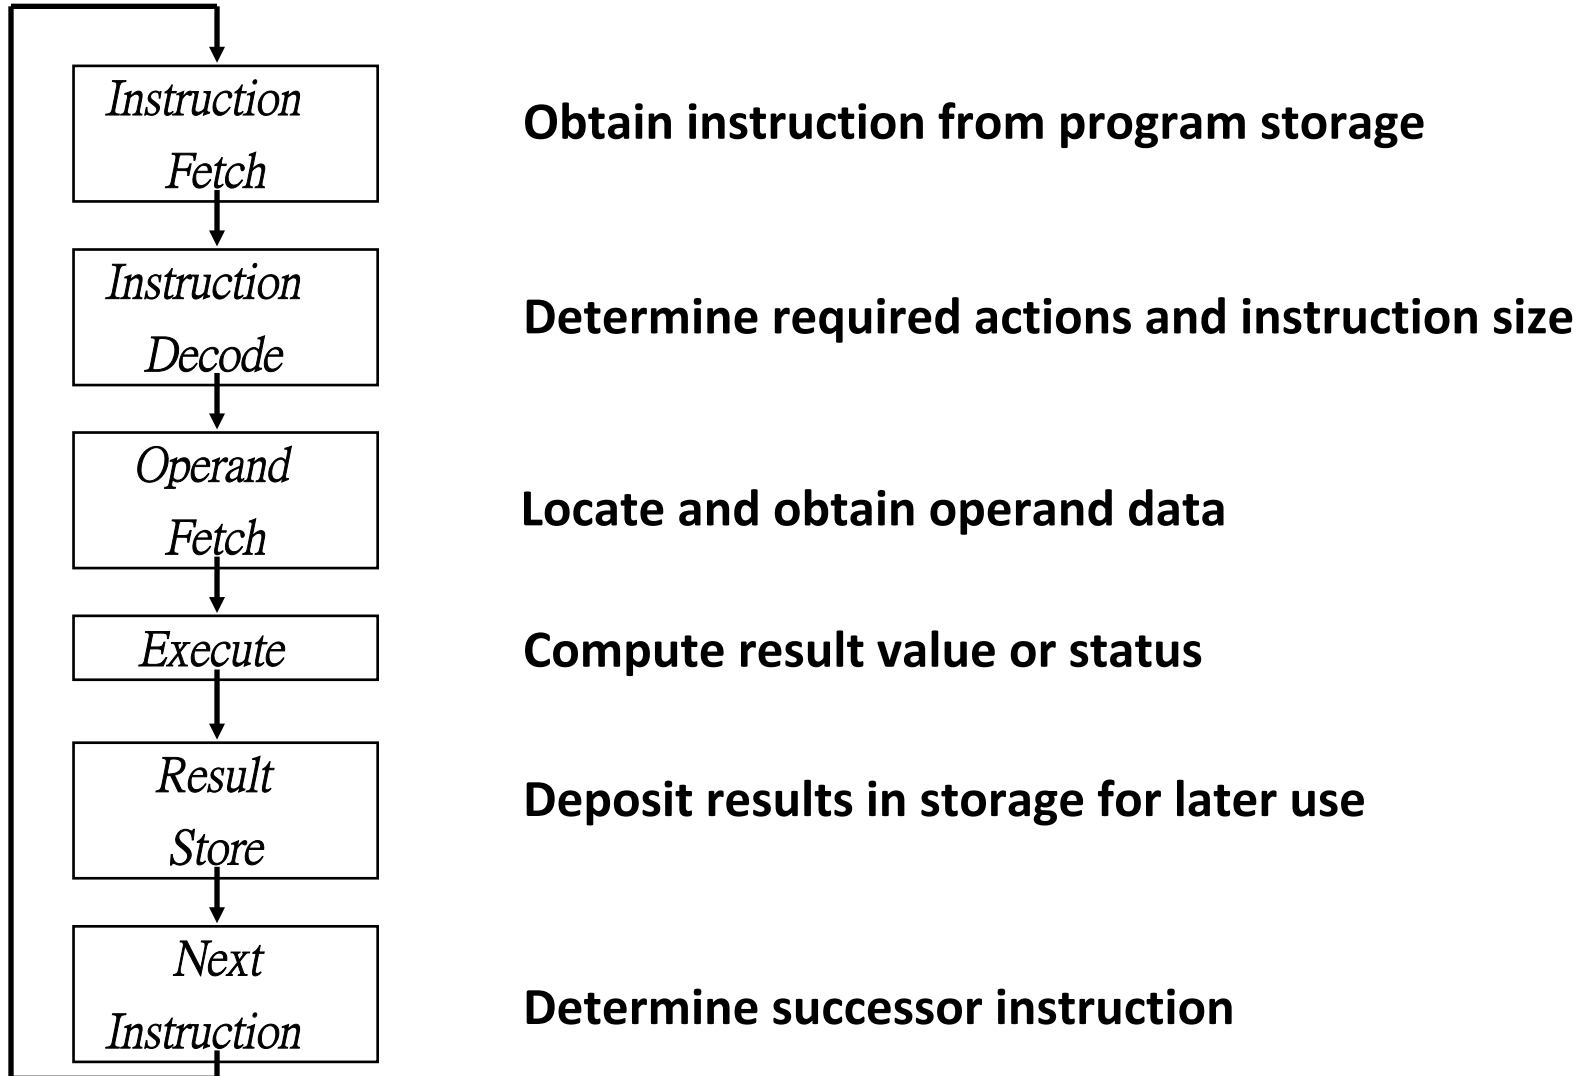 Instruction
Fetch
Obtain instruction from program storage
Instruction
Decode
Determine required actions and instruction size
Operand
Fetch
Locate and obtain operand data
Execute
Compute result value or status
Result
Store
Deposit results in storage for later use
Next
Instruction
Determine successor instruction